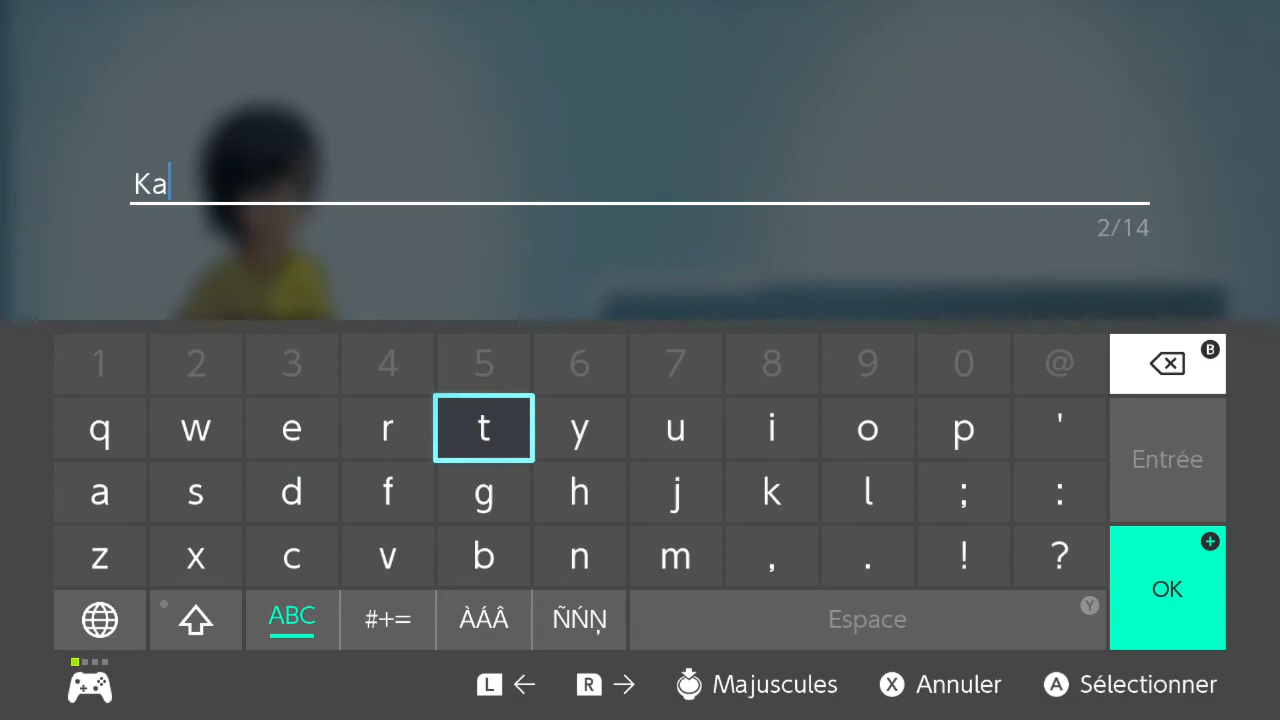 Ka
2/14
1 2 3 4 5 6 7 8 9 0 @ B
q w e r t y u i o p '
Entrée
a s d f g h j k l ; :
z x c v b n m , . ! ?
OK
ABC #+= ÀÁÂ ÑŃŅ Espace Y
L ← R → Majuscules X Annuler A Sélectionner